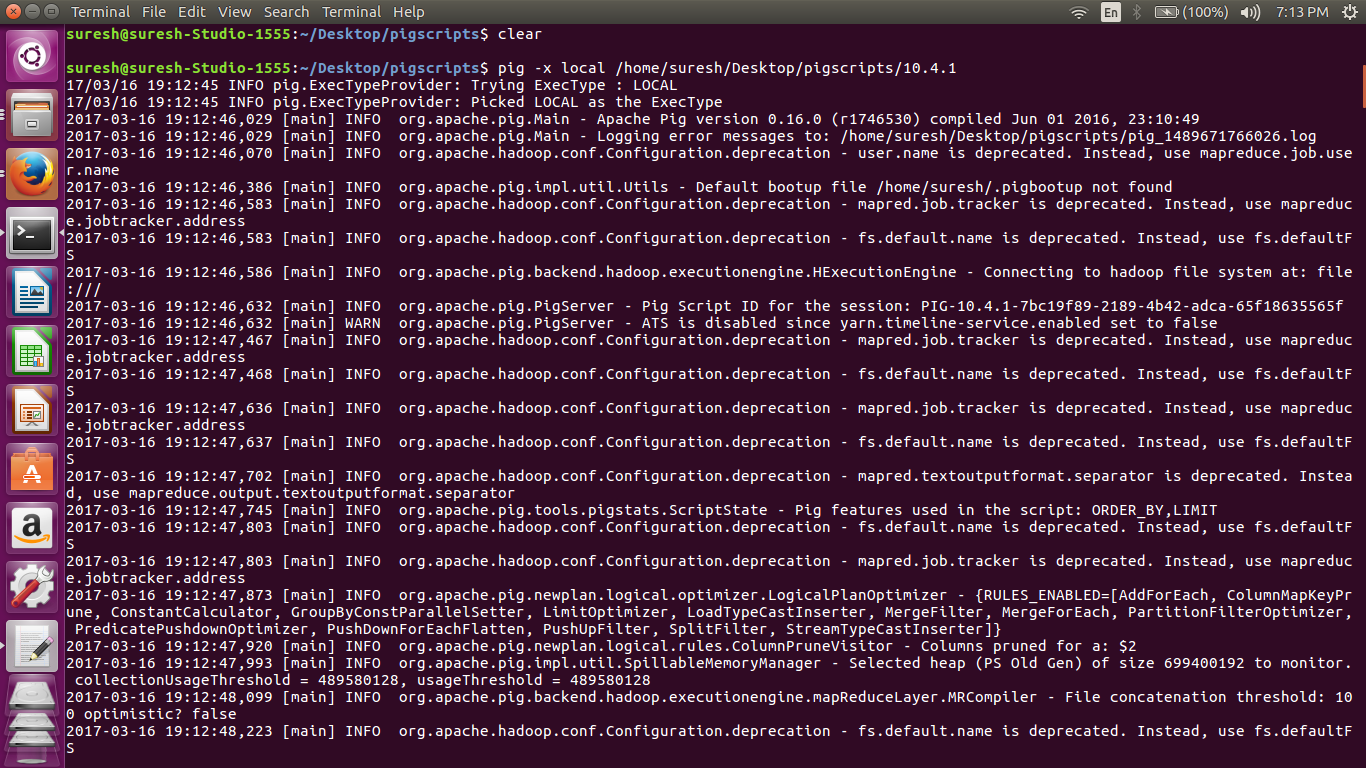 Terminal File Edit View Search Terminal Help En (100%) 7:13 PM
suresh@suresh-Studio-1555:~/Desktop/pigscripts$ clear
suresh@suresh-Studio-1555:~/Desktop/pigscripts$ pig -x local /home/suresh/Desktop/pigscripts/10.4.1
17/03/16 19:12:45 INFO pig.ExecTypeProvider: Trying ExecType : LOCAL
17/03/16 19:12:45 INFO pig.ExecTypeProvider: Picked LOCAL as the ExecType
2017-03-16 19:12:46,029 [main] INFO  org.apache.pig.Main - Apache Pig version 0.16.0 (r1746530) compiled Jun 01 2016, 23:10:49
2017-03-16 19:12:46,029 [main] INFO  org.apache.pig.Main - Logging error messages to: /home/suresh/Desktop/pigscripts/pig_1489671766026.log
2017-03-16 19:12:46,070 [main] INFO  org.apache.hadoop.conf.Configuration.deprecation - user.name is deprecated. Instead, use mapreduce.job.use
r.name
2017-03-16 19:12:46,386 [main] INFO  org.apache.pig.impl.util.Utils - Default bootup file /home/suresh/.pigbootup not found
2017-03-16 19:12:46,583 [main] INFO  org.apache.hadoop.conf.Configuration.deprecation - mapred.job.tracker is deprecated. Instead, use mapreduc
e.jobtracker.address
2017-03-16 19:12:46,583 [main] INFO  org.apache.hadoop.conf.Configuration.deprecation - fs.default.name is deprecated. Instead, use fs.defaultF
S
2017-03-16 19:12:46,586 [main] INFO  org.apache.pig.backend.hadoop.executionengine.HExecutionEngine - Connecting to hadoop file system at: file
:///
2017-03-16 19:12:46,632 [main] INFO  org.apache.pig.PigServer - Pig Script ID for the session: PIG-10.4.1-7bc19f89-2189-4b42-adca-65f18635565f
2017-03-16 19:12:46,632 [main] WARN  org.apache.pig.PigServer - ATS is disabled since yarn.timeline-service.enabled set to false
2017-03-16 19:12:47,467 [main] INFO  org.apache.hadoop.conf.Configuration.deprecation - mapred.job.tracker is deprecated. Instead, use mapreduc
e.jobtracker.address
2017-03-16 19:12:47,468 [main] INFO  org.apache.hadoop.conf.Configuration.deprecation - fs.default.name is deprecated. Instead, use fs.defaultF
S
2017-03-16 19:12:47,636 [main] INFO  org.apache.hadoop.conf.Configuration.deprecation - mapred.job.tracker is deprecated. Instead, use mapreduc
e.jobtracker.address
2017-03-16 19:12:47,637 [main] INFO  org.apache.hadoop.conf.Configuration.deprecation - fs.default.name is deprecated. Instead, use fs.defaultF
S
2017-03-16 19:12:47,702 [main] INFO  org.apache.hadoop.conf.Configuration.deprecation - mapred.textoutputformat.separator is deprecated. Instea
d, use mapreduce.output.textoutputformat.separator
2017-03-16 19:12:47,745 [main] INFO  org.apache.pig.tools.pigstats.ScriptState - Pig features used in the script: ORDER_BY,LIMIT
2017-03-16 19:12:47,803 [main] INFO  org.apache.hadoop.conf.Configuration.deprecation - fs.default.name is deprecated. Instead, use fs.defaultF
S
2017-03-16 19:12:47,803 [main] INFO  org.apache.hadoop.conf.Configuration.deprecation - mapred.job.tracker is deprecated. Instead, use mapreduc
e.jobtracker.address
2017-03-16 19:12:47,873 [main] INFO  org.apache.pig.newplan.logical.optimizer.LogicalPlanOptimizer - {RULES_ENABLED=[AddForEach, ColumnMapKeyPr
une, ConstantCalculator, GroupByConstParallelSetter, LimitOptimizer, LoadTypeCastInserter, MergeFilter, MergeForEach, PartitionFilterOptimizer,
 PredicatePushdownOptimizer, PushDownForEachFlatten, PushUpFilter, SplitFilter, StreamTypeCastInserter]}
2017-03-16 19:12:47,920 [main] INFO  org.apache.pig.newplan.logical.rules.ColumnPruneVisitor - Columns pruned for a: $2
2017-03-16 19:12:47,993 [main] INFO  org.apache.pig.impl.util.SpillableMemoryManager - Selected heap (PS Old Gen) of size 699400192 to monitor.
 collectionUsageThreshold = 489580128, usageThreshold = 489580128
2017-03-16 19:12:48,099 [main] INFO  org.apache.pig.backend.hadoop.executionengine.mapReduceLayer.MRCompiler - File concatenation threshold: 10
0 optimistic? false
2017-03-16 19:12:48,223 [main] INFO  org.apache.hadoop.conf.Configuration.deprecation - fs.default.name is deprecated. Instead, use fs.defaultF
S